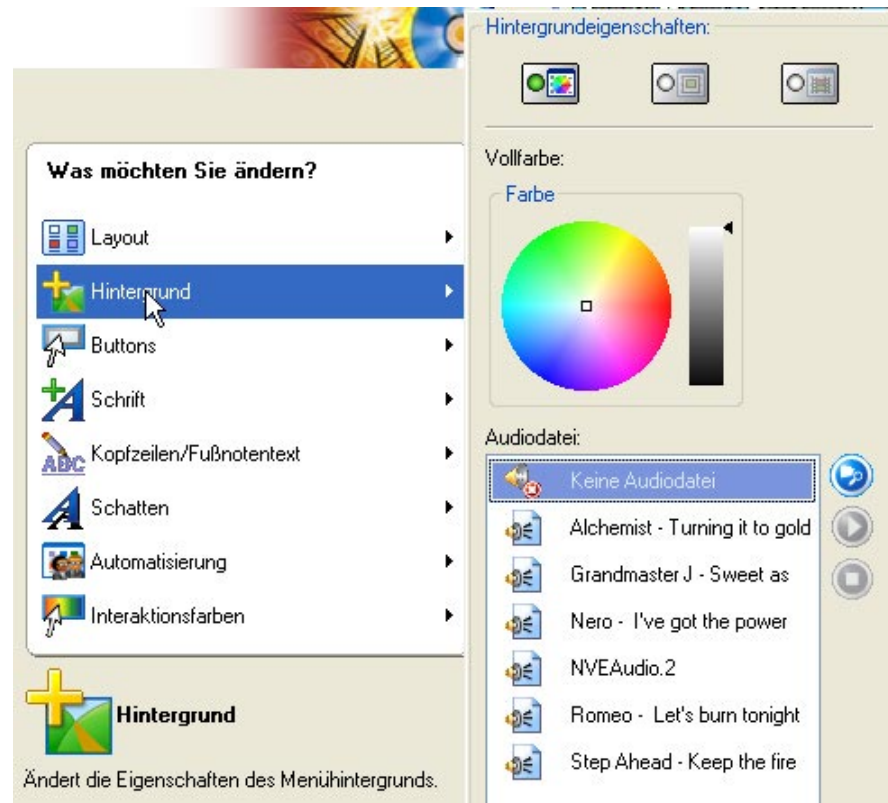 Hintergrundeigenschaften:
Was möchten Sie ändern?
Layout
Hintergrund
Buttons
Schrift
ABC
Kopfzeilen/Fußnotentext
Schatten
Automatisierung
Interaktionsfarben
Hintergrund
Ändert die Eigenschaften des Menühintergrunds.
Vollfarbe:
Farbe
Audiodatei:
Keine Audiodatei
Alchemist - Turning it to gold
Grandmaster J - Sweet as
Nero - I've got the power
NVEAudio.2
Romeo - Let's burn tonight
Step Ahead - Keep the fire